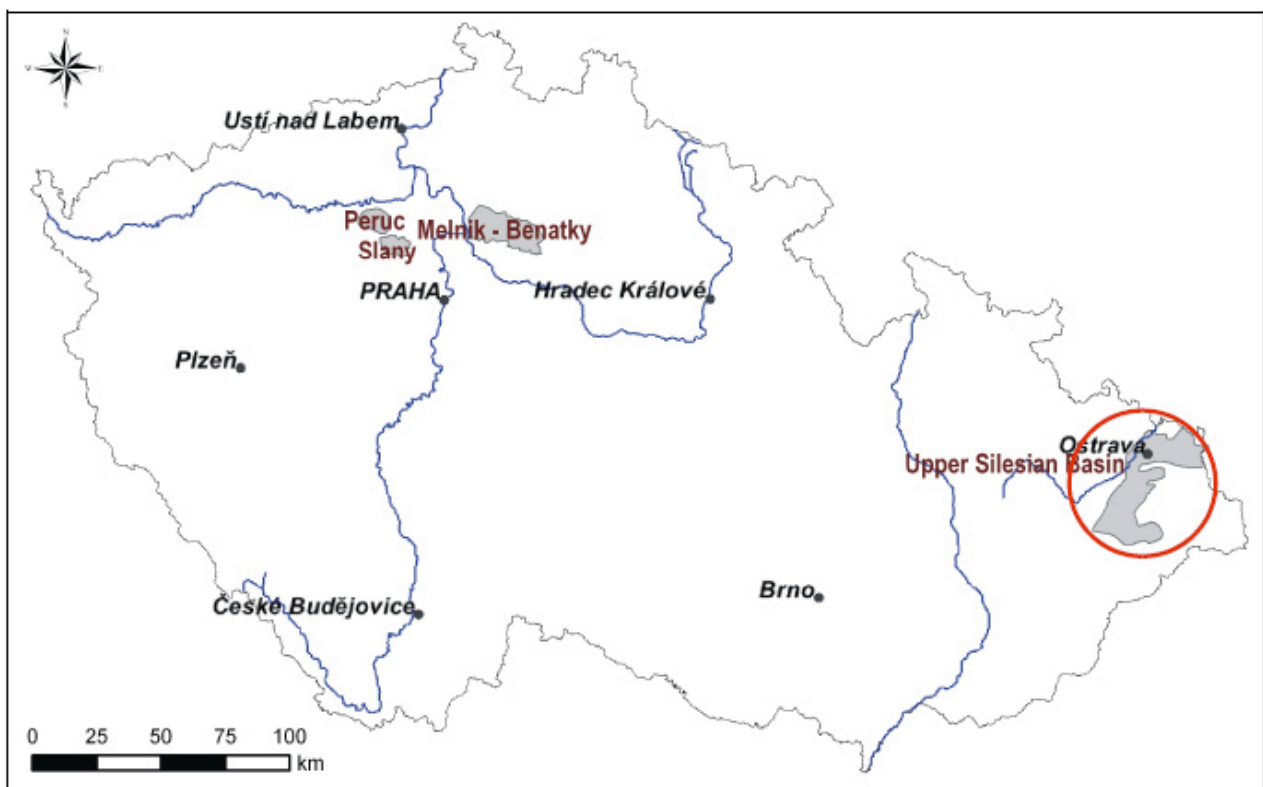 N
W E
S
Ustí nad Labem
Peruc
Melnik - Benatky
Slany
PRAHA
Hradec Králové
Plzeň
Ostrava
Upper Silesian Basin
Brno
České Budějovice
0 25 50 75 100
km